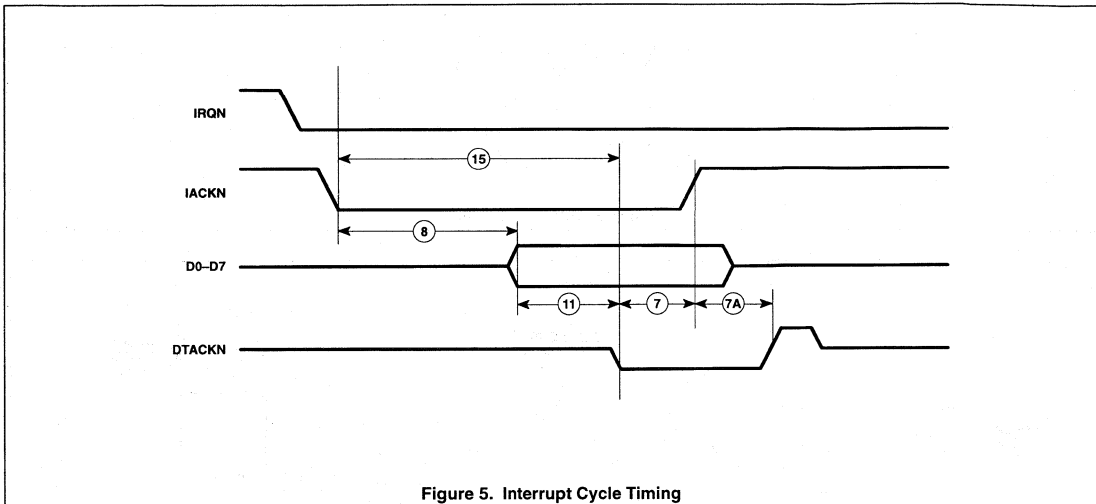 IRQN
15
IACKN
8
D0–D7
11
7
7A
DTACKN
Figure 5. Interrupt Cycle Timing